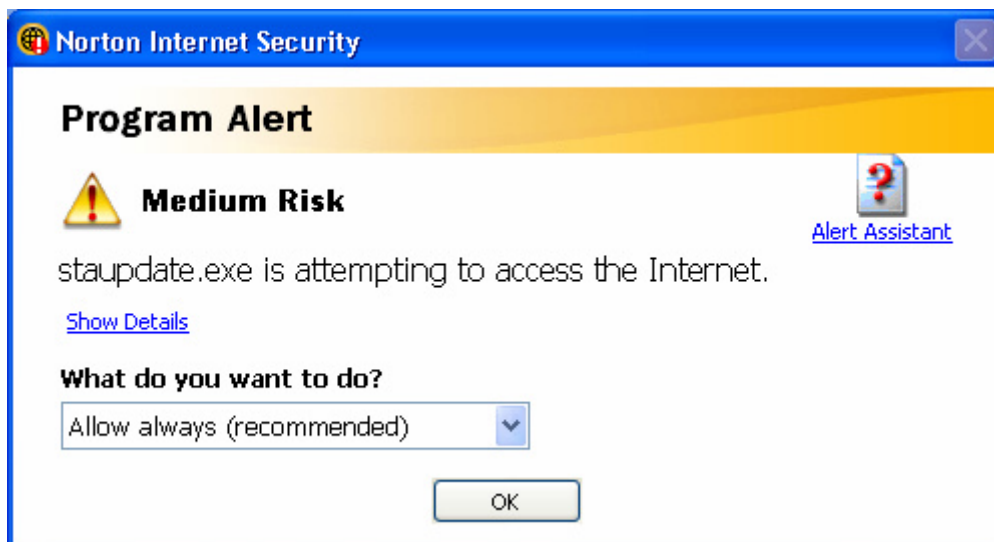 Norton Internet Security
Program Alert
Medium Risk
Alert Assistant
staupdate.exe is attempting to access the Internet.
Show Details
What do you want to do?
Allow always (recommended)
OK